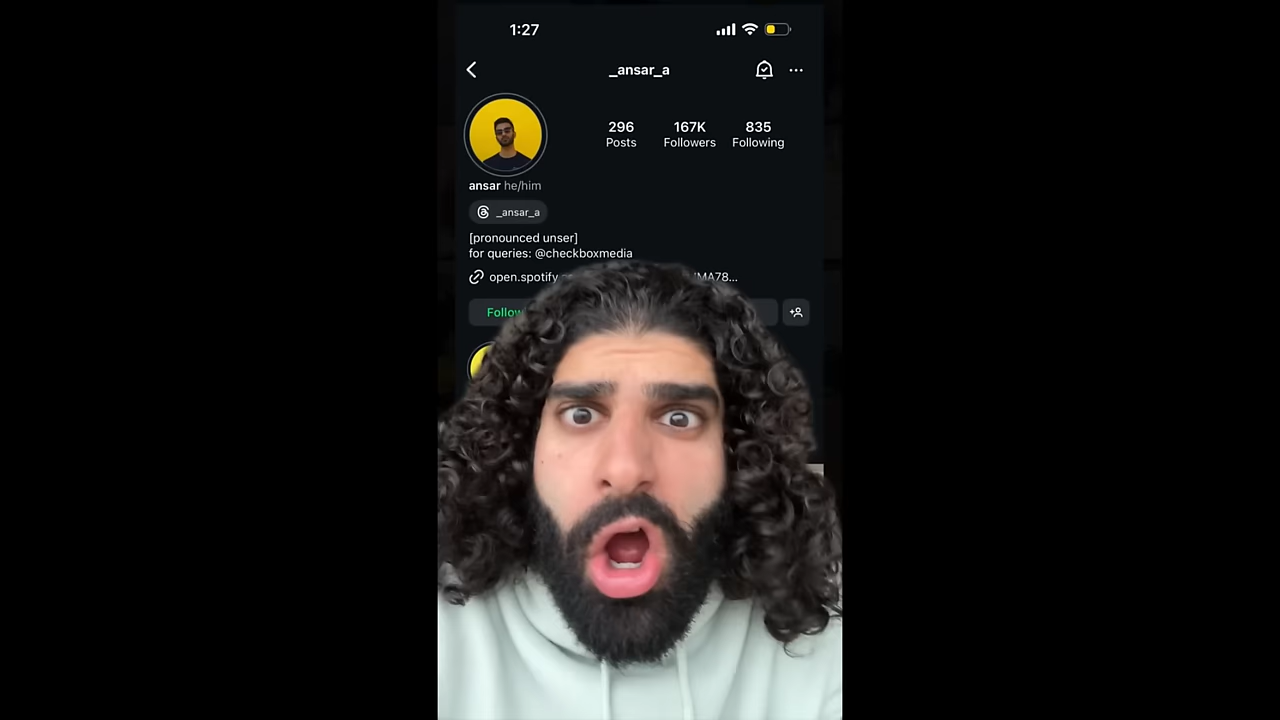 1:27
_ansar_a
296 167K 835
Posts Followers Following
ansar he/him
_ansar_a
[pronounced unser]
for queries: @checkboxmedia
open.spotify MA78...
Follow